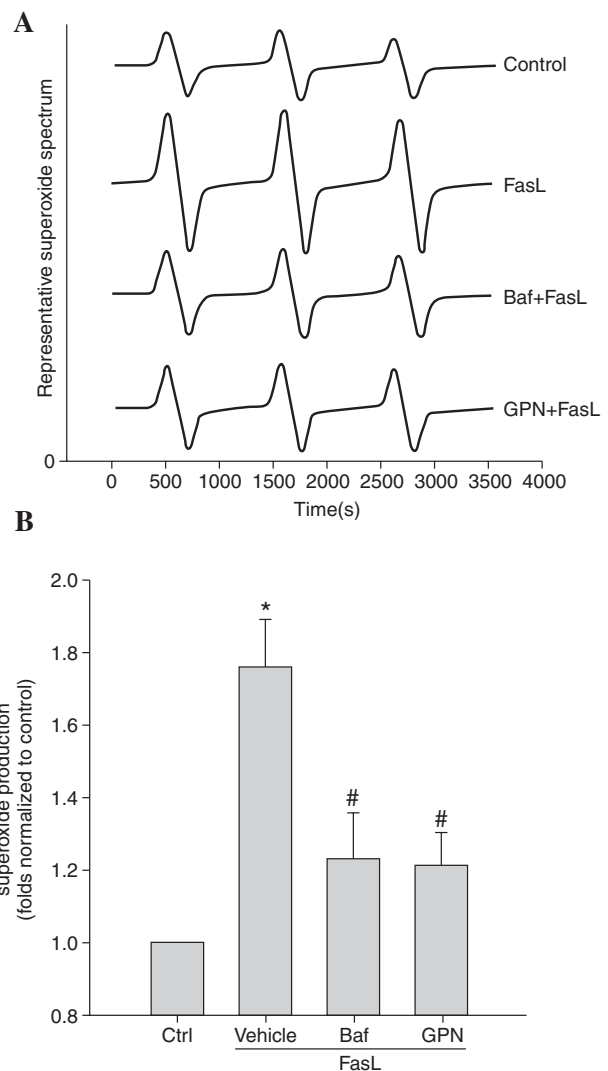 A
Representative superoxide spectrum
Control
FasL
Baf+FasL
GPN+FasL
0
0 500 1000 1500 2000 2500 3000 3500 4000
Time(s)
B
superoxide production
(folds normalized to control)
2.0
1.8
1.6
1.4
1.2
1.0
0.8
*
#
#
Ctrl Vehicle Baf GPN
FasL